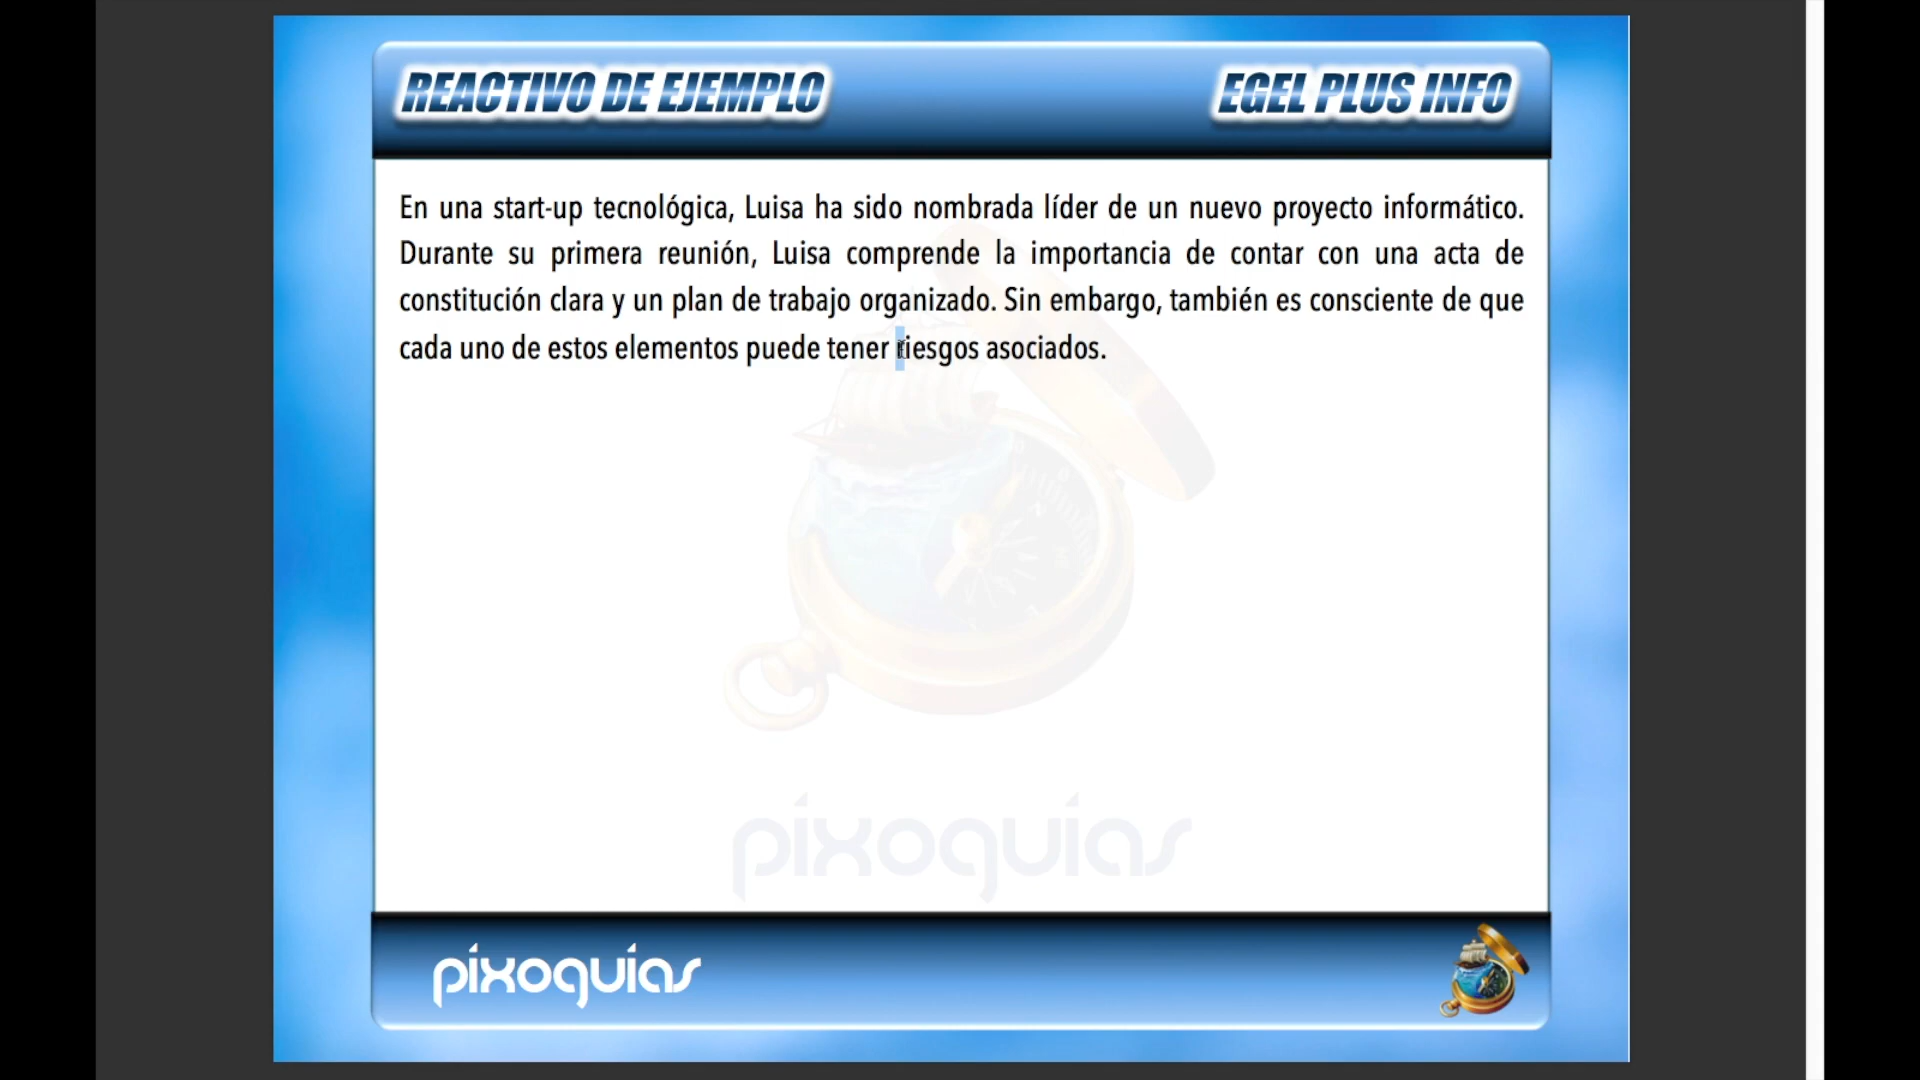 REACTIVO DE EJEMPLO
EGEL PLUS INFO
En una start-up tecnológica, Luisa ha sido nombrada líder de un nuevo proyecto informático.
Durante su primera reunión, Luisa comprende la importancia de contar con una acta de
constitución clara y un plan de trabajo organizado. Sin embargo, también es consciente de que
cada uno de estos elementos puede tener riesgos asociados.
pixoguias
pixoguias